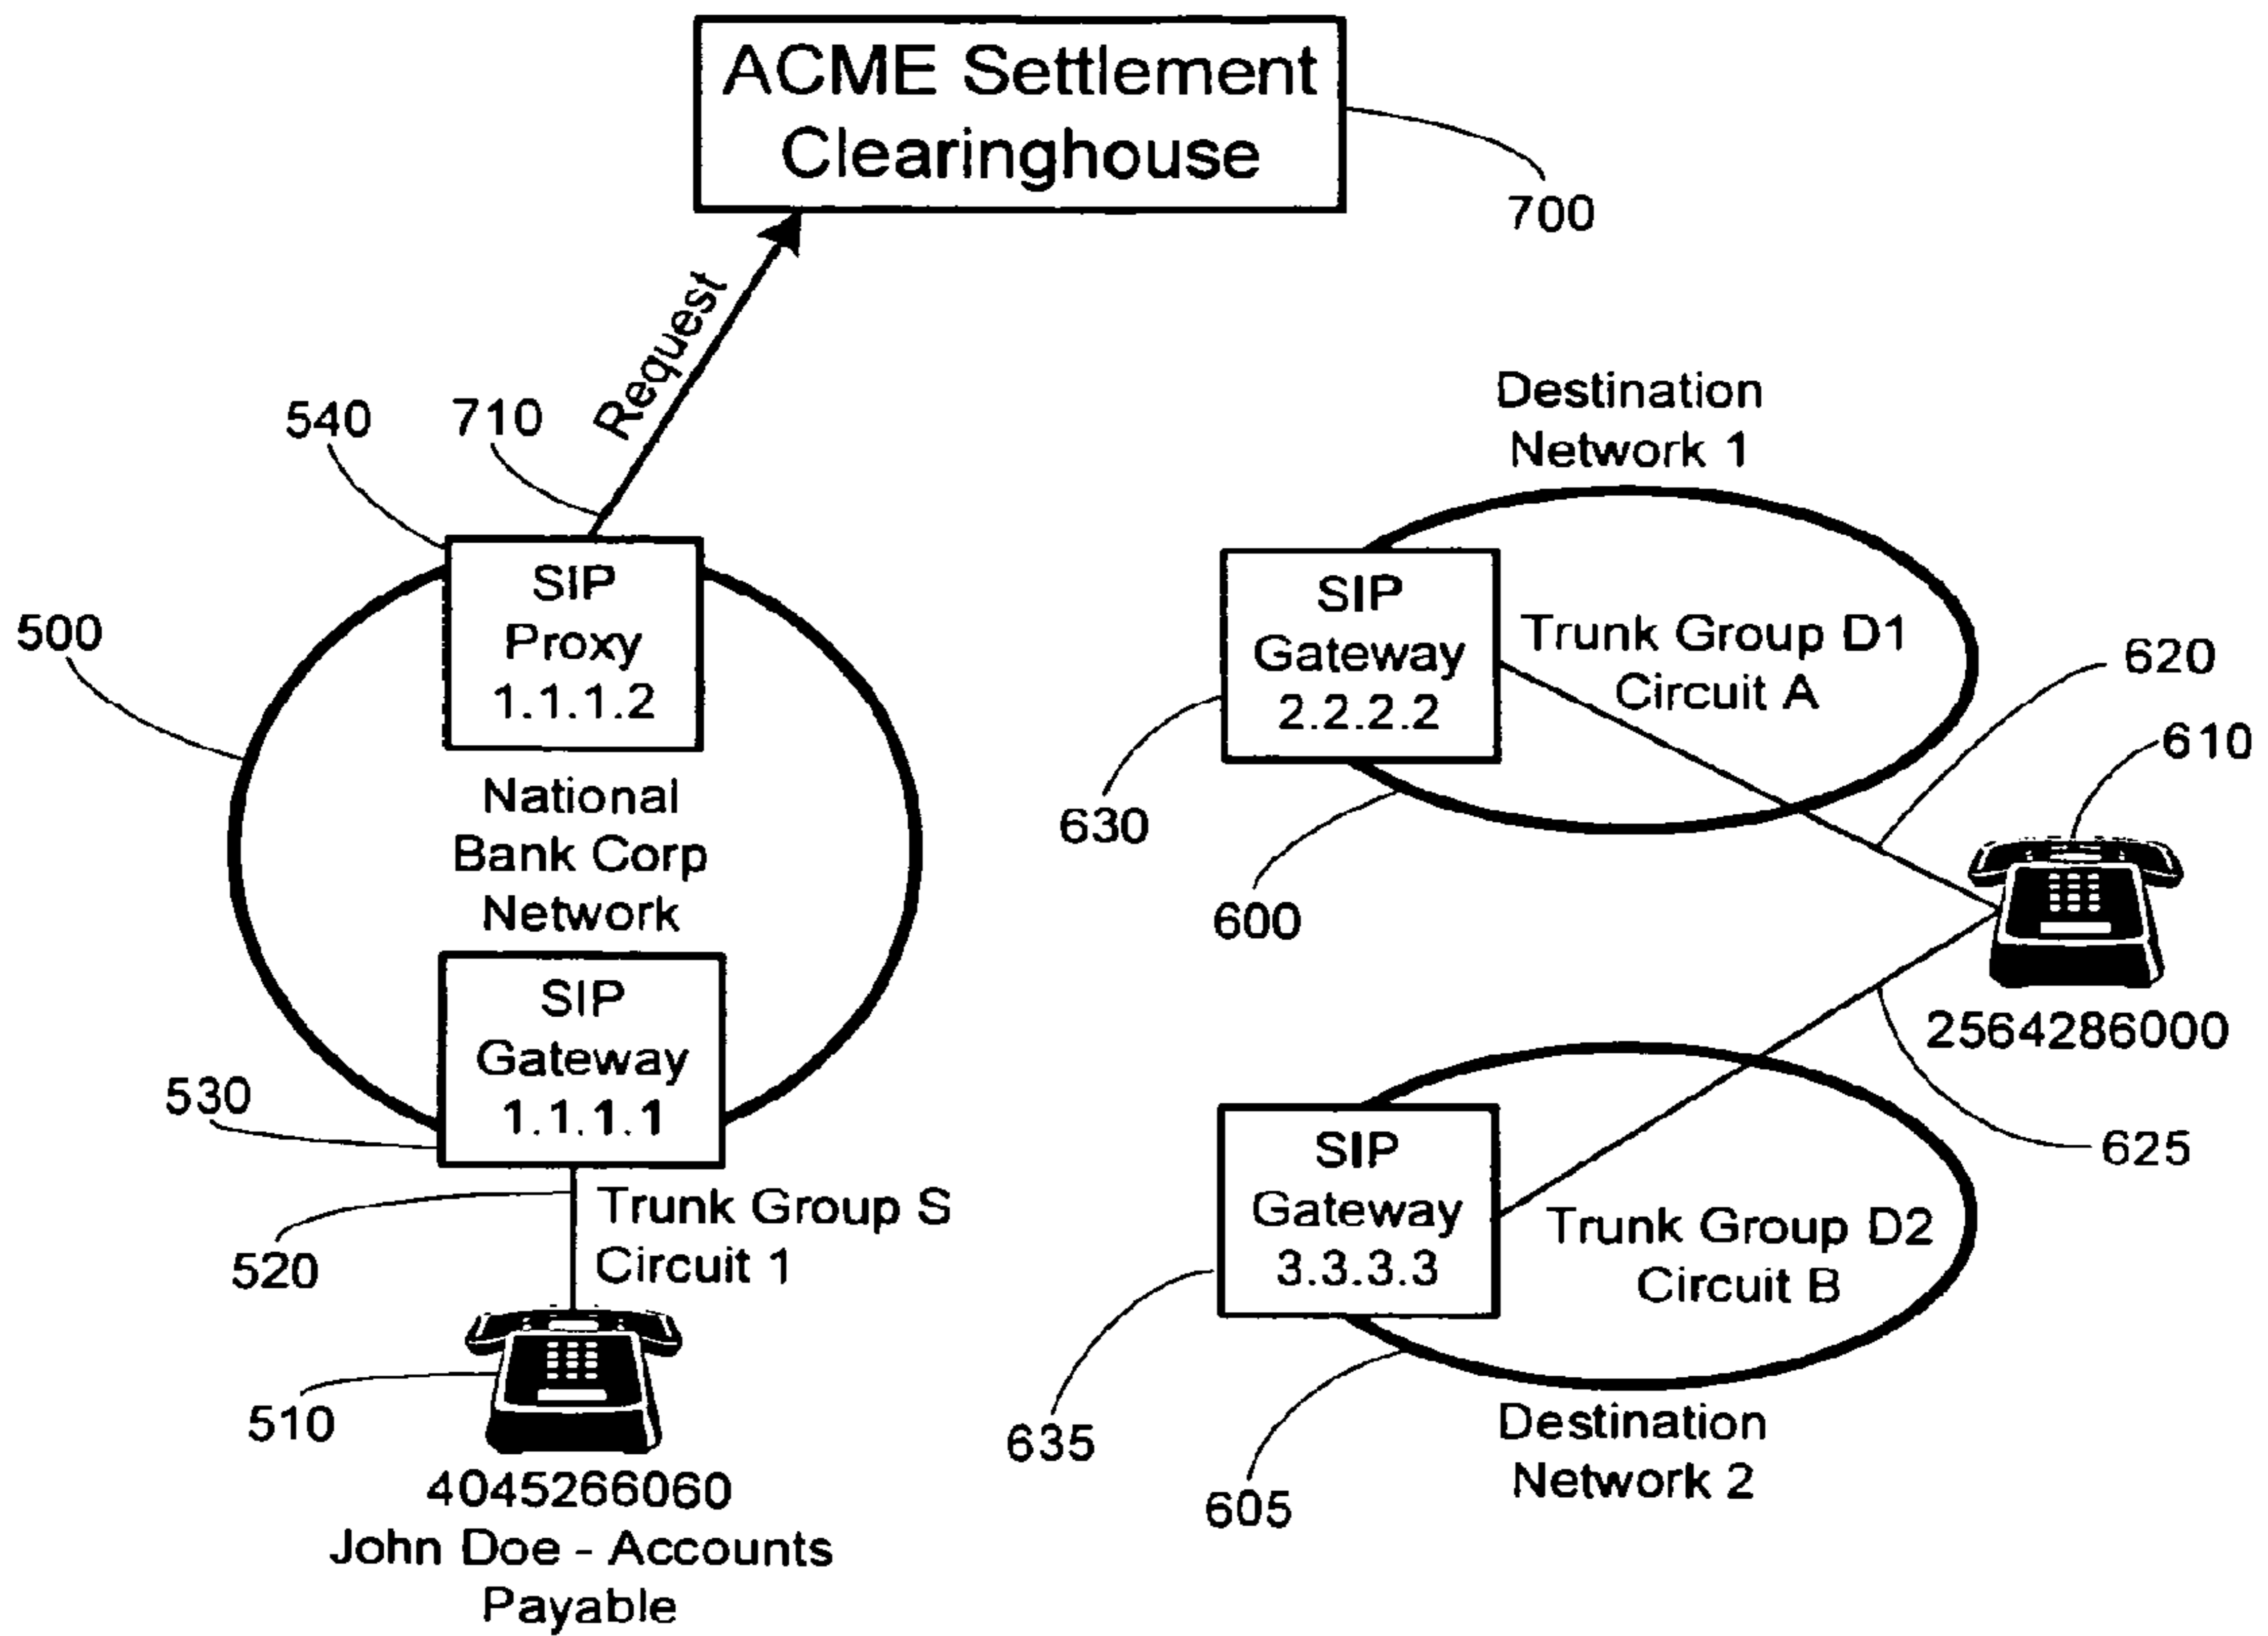 ACME Settlement
Clearinghouse
700
Request
540
710
500
SIP
Proxy
1.1.1.2
National
Bank Corp
Network
SIP
Gateway
1.1.1.1
530
520
Trunk Group S
Circuit 1
510
4045266060
John Doe - Accounts
Payable
Destination
Network 1
SIP
Gateway
2.2.2.2
Trunk Group D1
Circuit A
620
610
630
600
2564286000
625
SIP
Gateway
3.3.3.3
Trunk Group D2
Circuit B
635
605
Destination
Network 2